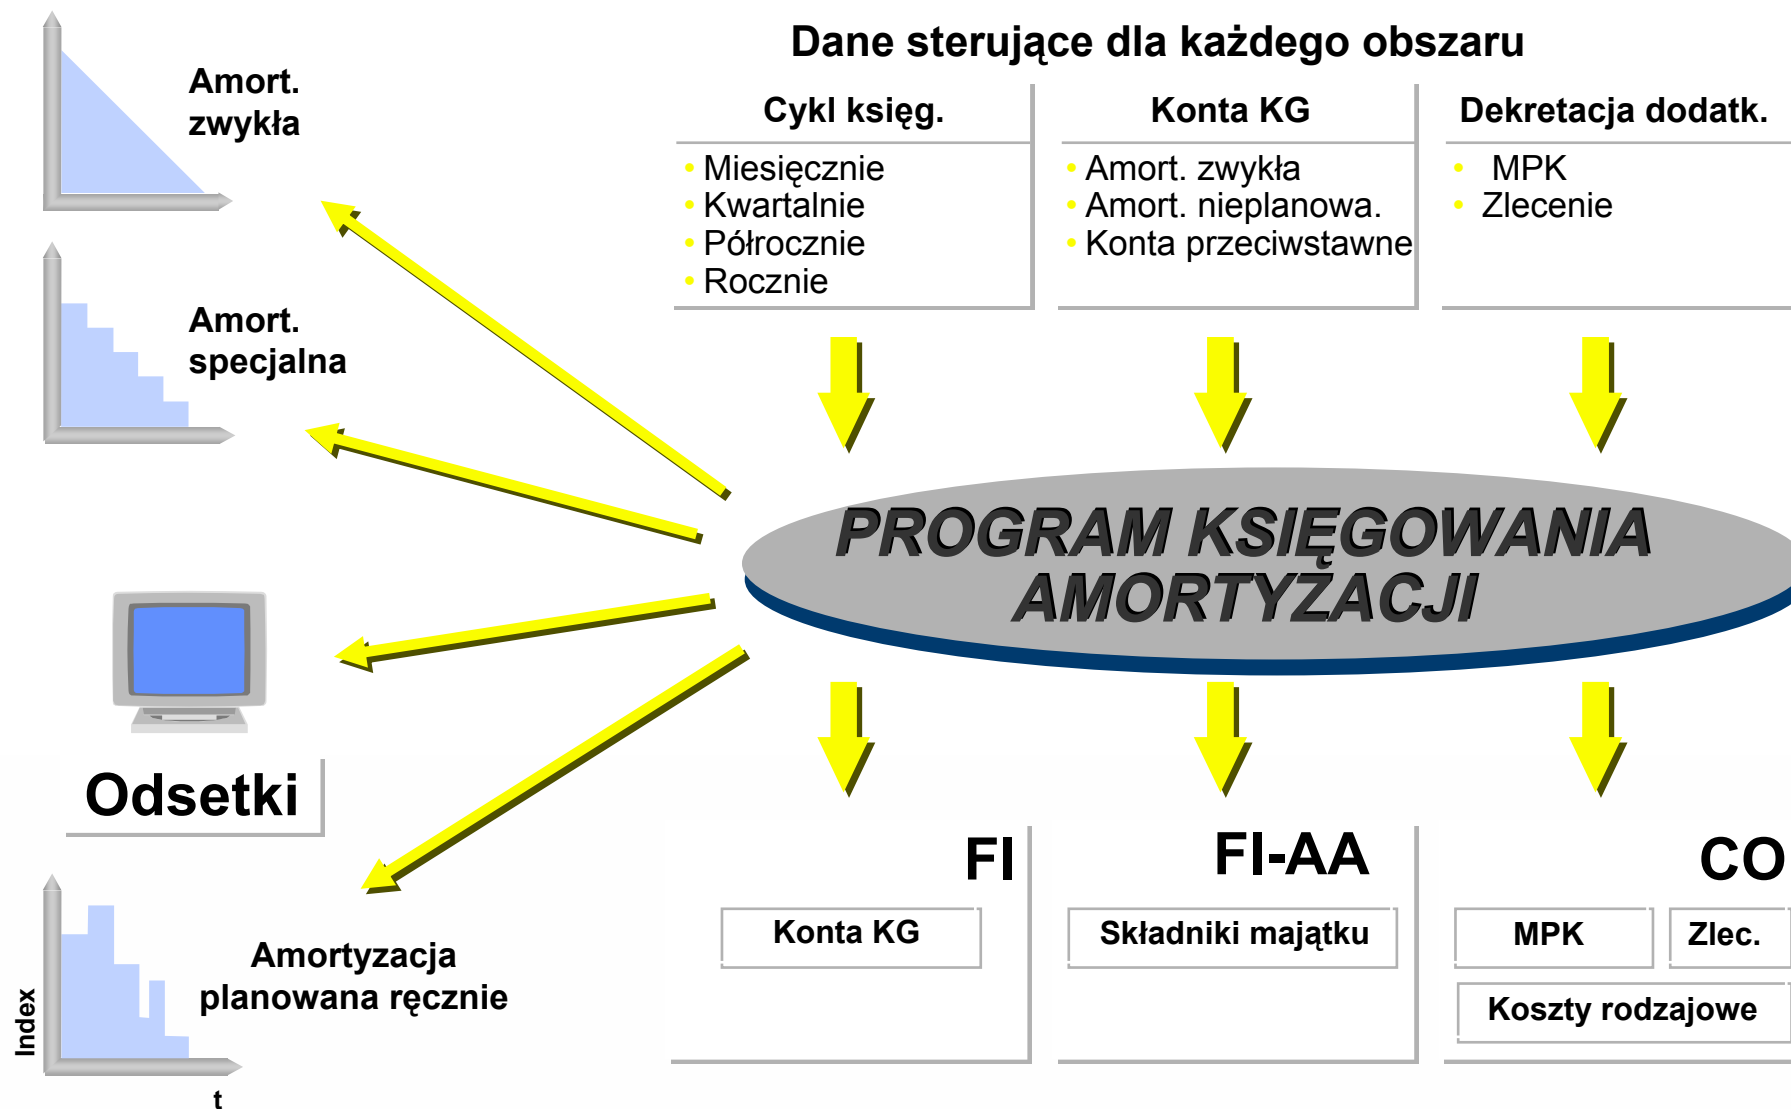 Dane sterujące dla każdego obszaru
Amort.
zwykła
Cykl księg.
• Miesięcznie
• Kwartalnie
• Półrocznie
• Rocznie
Konta KG
• Amort. zwykła
• Amort. nieplanowa.
• Konta przeciwstawne
Dekretacja dodatk.
• MPK
• Zlecenie
Amort.
specjalna
PROGRAM KSIĘGOWANIA
AMORTYZACJI
Odsetki
Amortyzacja
planowana ręcznie
Index
t
FI
Konta KG
FI-AA
Składniki majątku
CO
MPK
Zlec.
Koszty rodzajowe